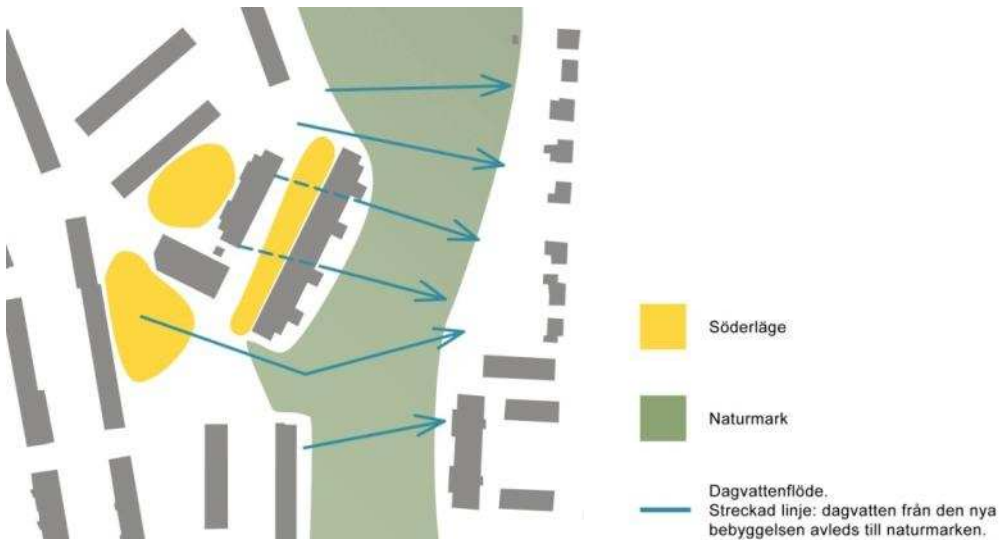 Söderläge
Naturmark
Dagvattenflöde.
Streckad linje: dagvatten från den nya
bebyggelsen avleds till naturmarken.